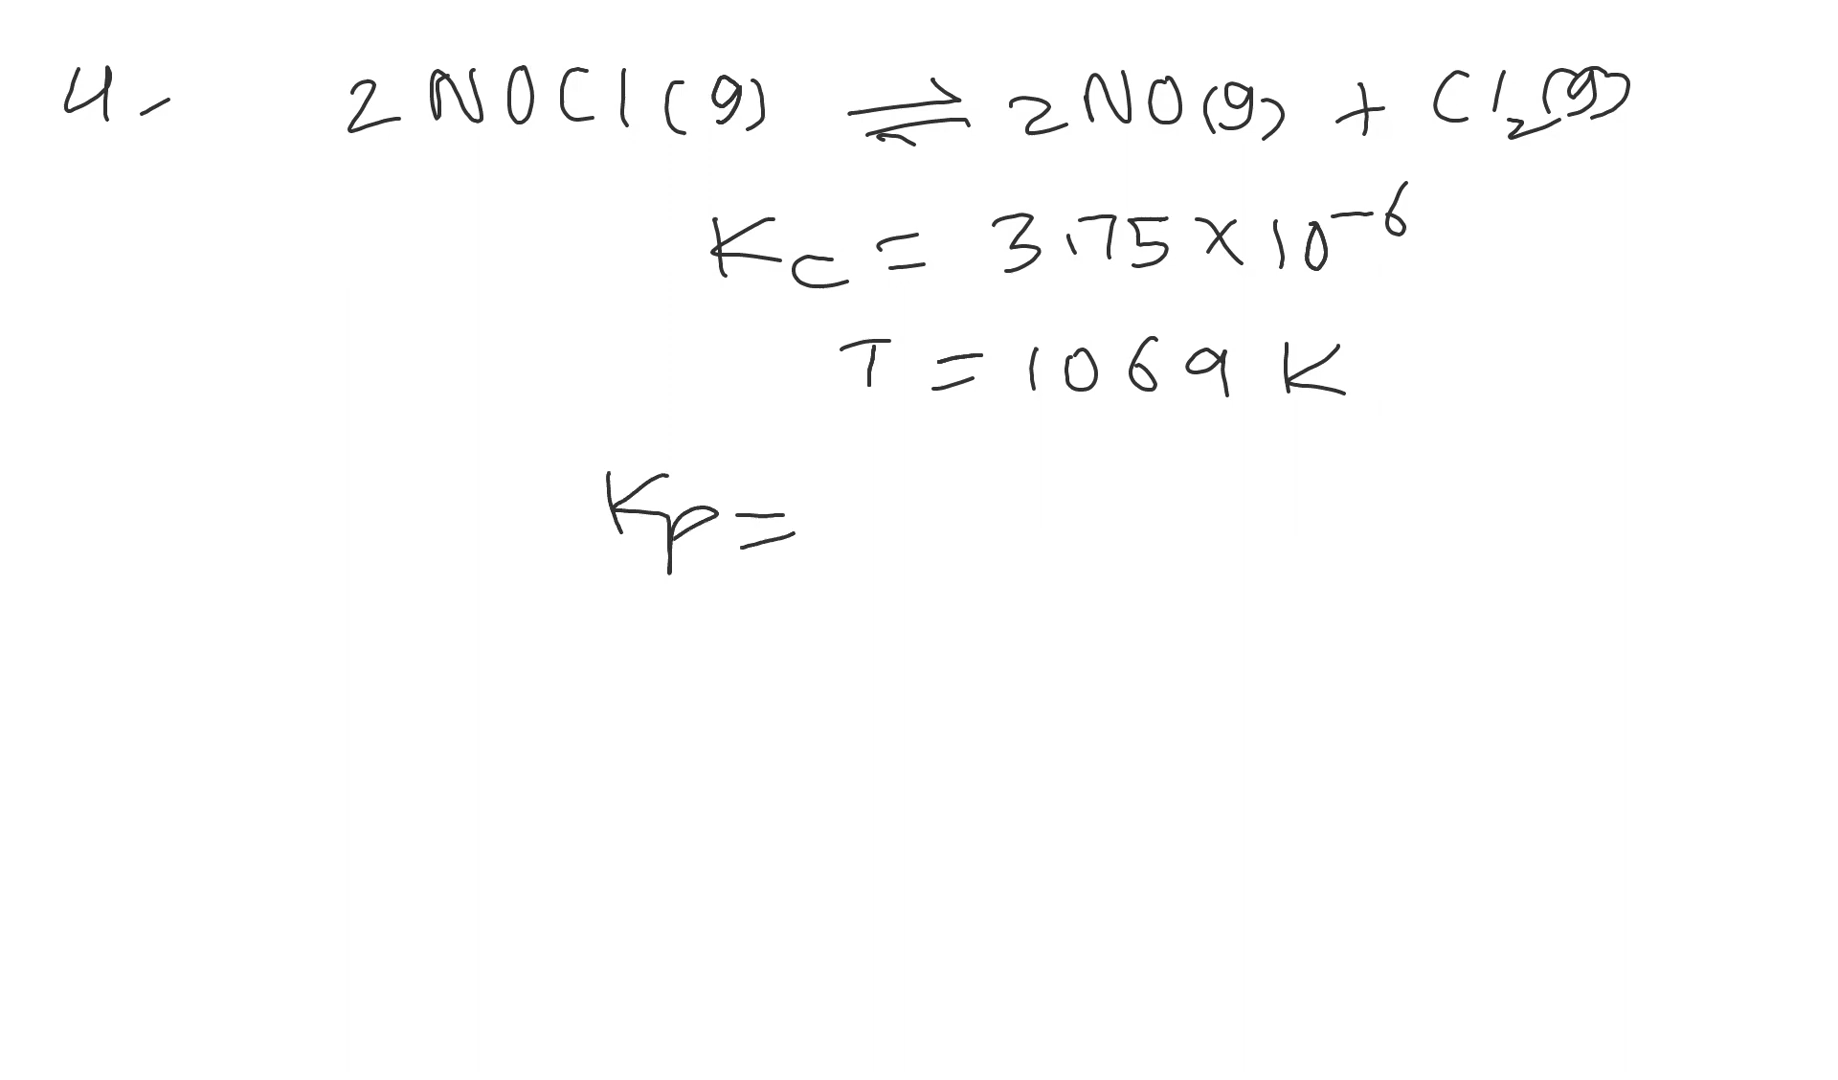 4- 2NOCl(g) ⇌ 2NO(g) + Cl₂(g)
Kc = 3.75×10⁻⁶
T = 1069 K
Kp =